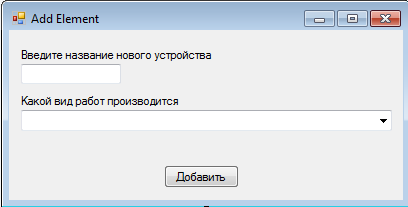 Add Element
Введите название нового устройства
Какой вид работ производится
Добавить